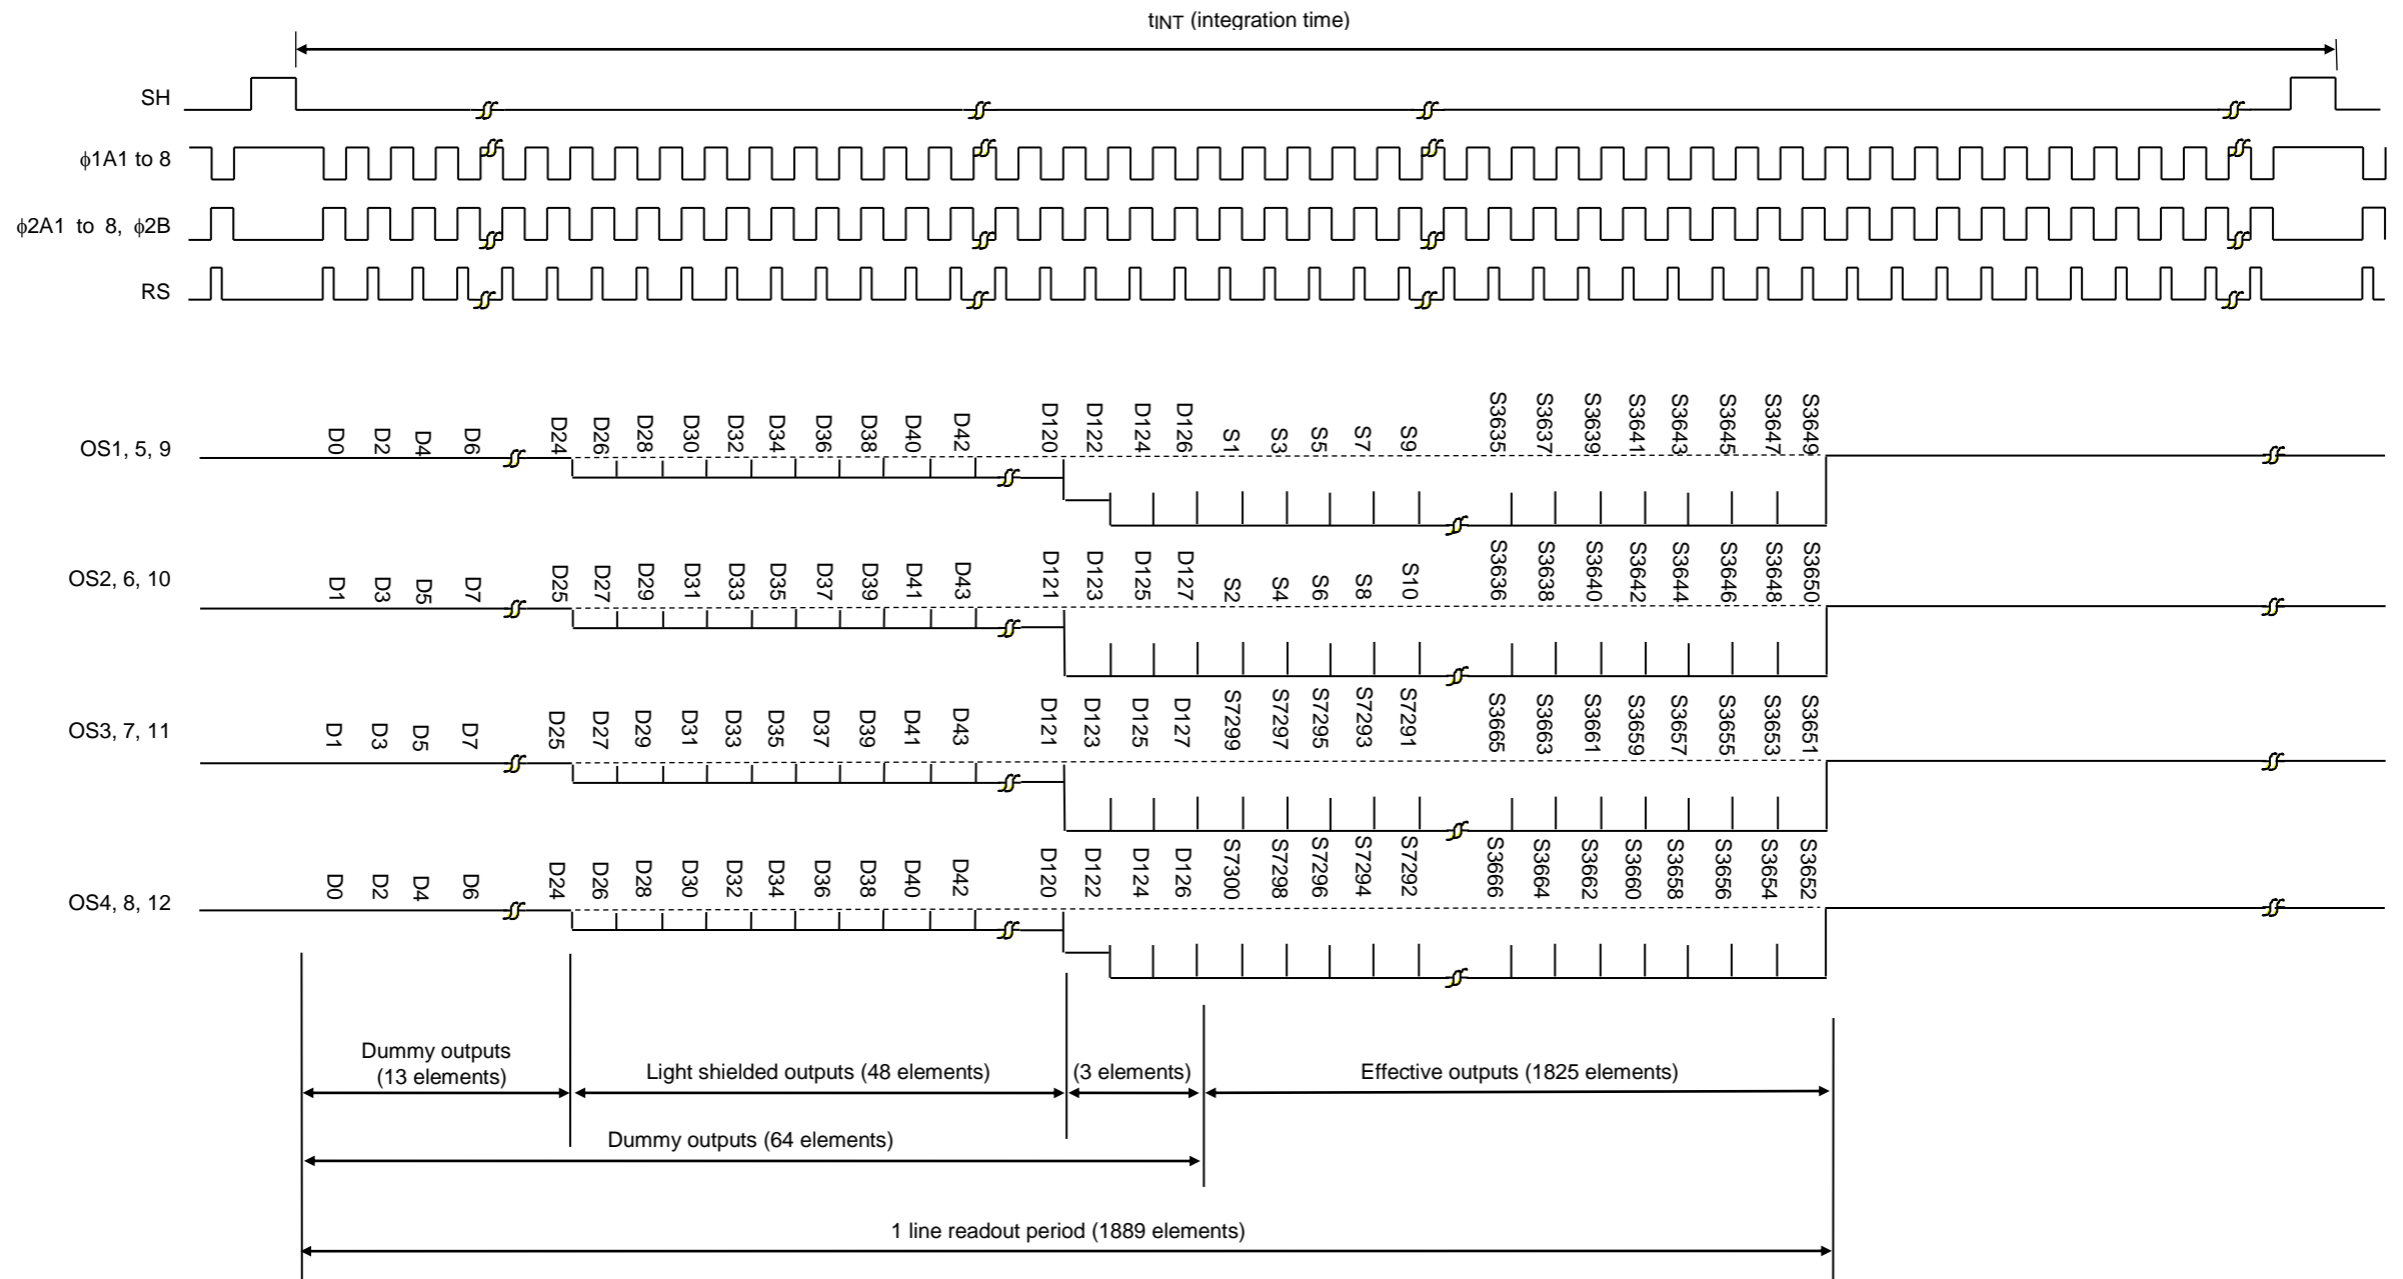 tINT (integration time)
SH
ϕ1A1 to 8
ϕ2A1 to 8, ϕ2B
RS
OS1, 5, 9
D0 D2 D4 D6 D24 D26 D28 D30 D32 D34 D36 D38 D40 D42 D120 D122 D124 D126 S1 S3 S5 S7 S9 S3635 S3637 S3639 S3641 S3643 S3645 S3647 S3649
OS2, 6, 10
D1 D3 D5 D7 D25 D27 D29 D31 D33 D35 D37 D39 D41 D43 D121 D123 D125 D127 S2 S4 S6 S8 S10 S3636 S3638 S3640 S3642 S3644 S3646 S3648 S3650
OS3, 7, 11
D1 D3 D5 D7 D25 D27 D29 D31 D33 D35 D37 D39 D41 D43 D121 D123 D125 D127 S7299 S7297 S7295 S7293 S7291 S3665 S3663 S3661 S3659 S3657 S3655 S3653 S3651
OS4, 8, 12
D0 D2 D4 D6 D24 D26 D28 D30 D32 D34 D36 D38 D40 D42 D120 D122 D124 D126 S7300 S7298 S7296 S7294 S7292 S3666 S3664 S3662 S3660 S3658 S3656 S3654 S3652
Dummy outputs
(13 elements)
Light shielded outputs (48 elements)
(3 elements)
Effective outputs (1825 elements)
Dummy outputs (64 elements)
1 line readout period (1889 elements)